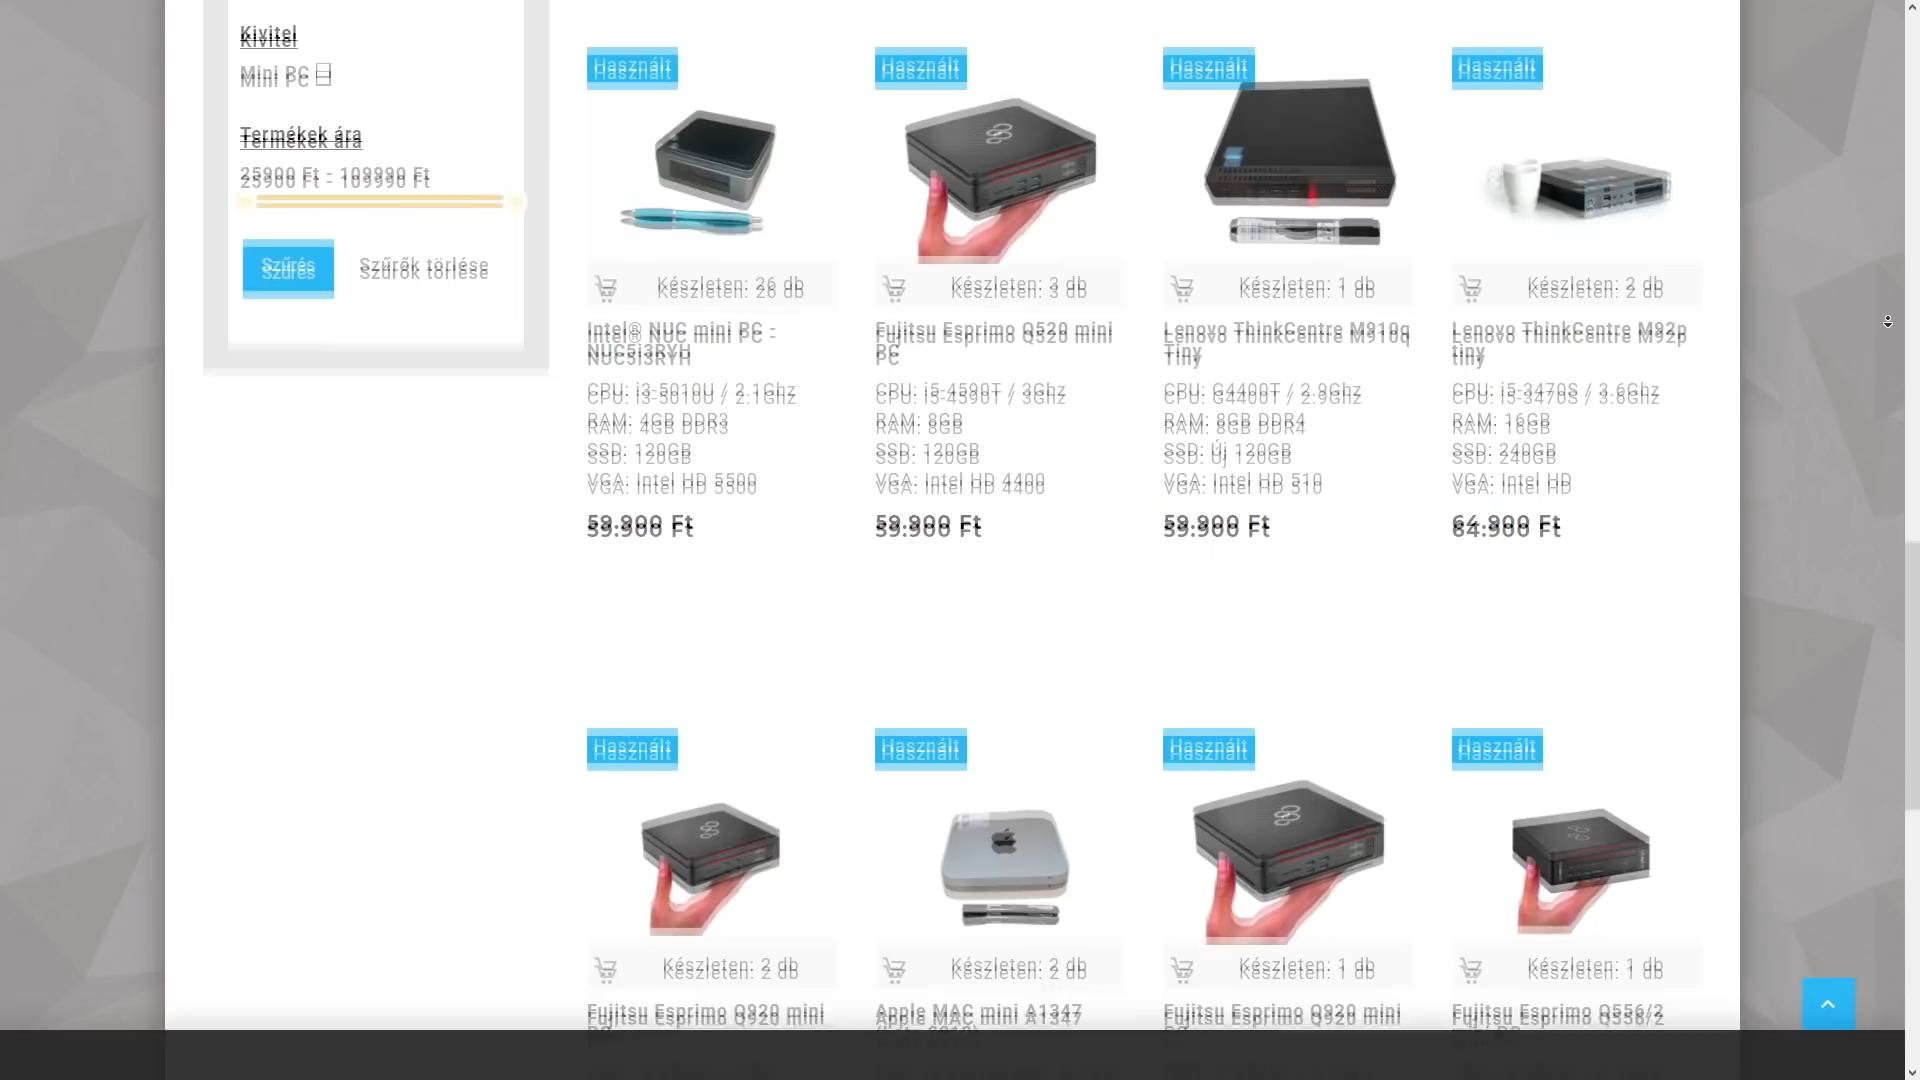 Kivitel
Mini PC
Termékek ára
25900 Ft - 109990 Ft
Szűrés
Szűrők törlése
Használt
Készleten: 26 db
Intel® NUC mini PC -
NUC5i3RYH
CPU: i3-5010U / 2.1Ghz
RAM: 4GB DDR3
SSD: 120GB
VGA: Intel HD 5500
59.900 Ft
Használt
Készleten: 3 db
Fujitsu Esprimo Q520 mini
PC
CPU: i5-4590T / 3Ghz
RAM: 8GB
SSD: 120GB
VGA: Intel HD 4400
59.900 Ft
Használt
Készleten: 1 db
Lenovo ThinkCentre M910q
Tiny
CPU: G4400T / 2.9Ghz
RAM: 8GB DDR4
SSD: Új 120GB
VGA: Intel HD 510
59.900 Ft
Használt
Készleten: 2 db
Lenovo ThinkCentre M92p
tiny
CPU: i5-3470S / 3.6Ghz
RAM: 16GB
SSD: 240GB
VGA: Intel HD
64.900 Ft
Használt
Készleten: 2 db
Fujitsu Esprimo Q920 mini
Használt
Készleten: 2 db
Apple MAC mini A1347
Használt
Készleten: 1 db
Fujitsu Esprimo Q920 mini
Használt
Készleten: 1 db
Fujitsu Esprimo Q556/2